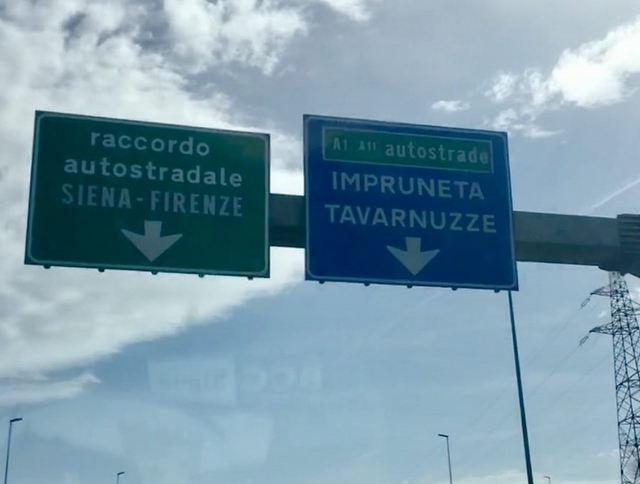 raccordo
autostradale
SIENA-FIRENZE
A1 A11 autostrade
IMPRUNETA
TAVARNUZZE